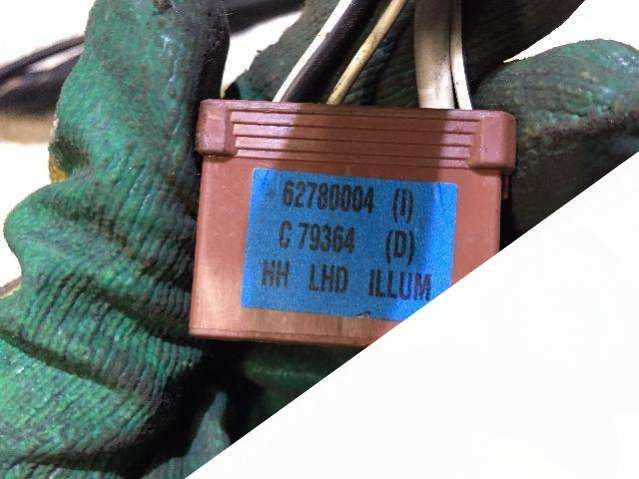 62780004 (I)
C 79364 (D)
HH LHD ILLUM